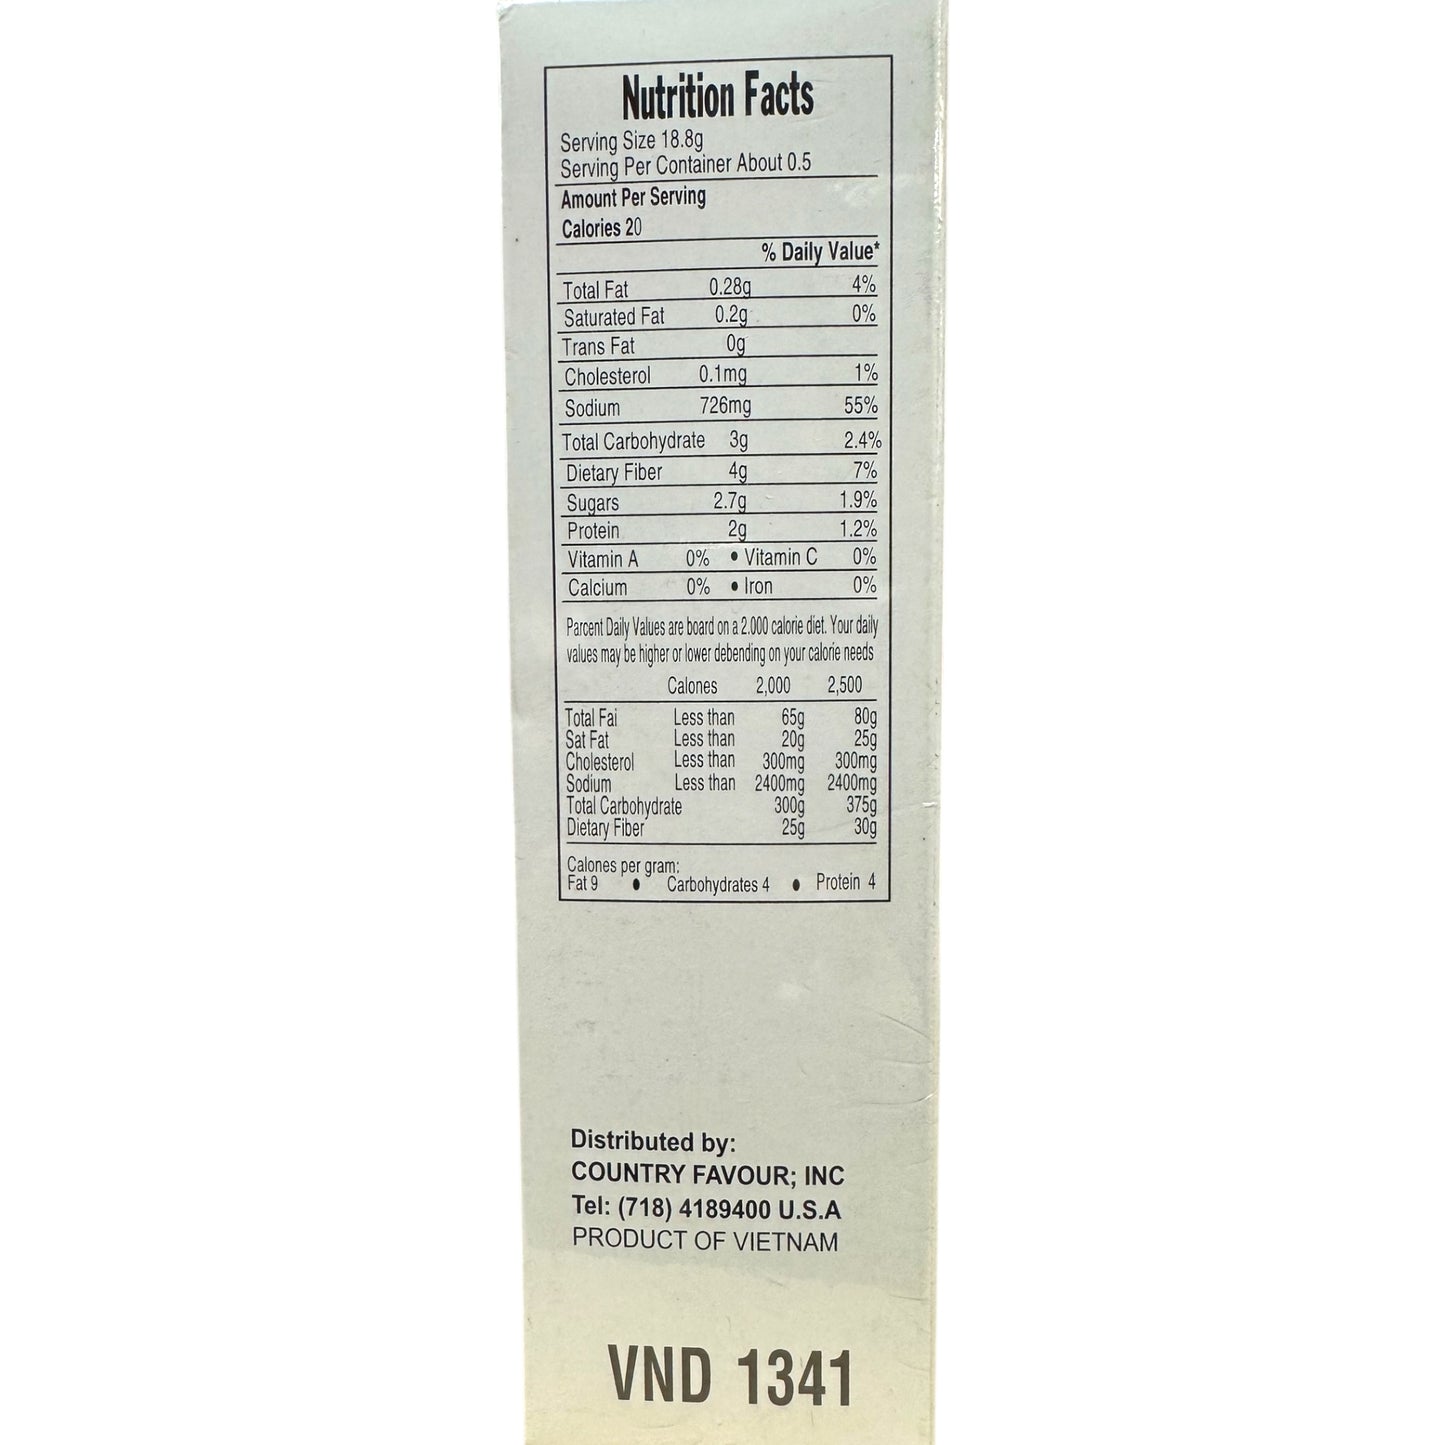 Nutrition Facts
Serving Size 18.8g
Serving Per Container About 0.5
Amount Per Serving
Calories 20
% Daily Value*
Total Fat 0.28g 4%
Saturated Fat 0.2g 0%
Trans Fat 0g
Cholesterol 0.1mg 1%
Sodium 726mg 55%
Total Carbohydrate 3g 2.4%
Dietary Fiber 4g 7%
Sugars 2.7g 1.9%
Protein 2g 1.2%
Vitamin A 0% • Vitamin C 0%
Calcium 0% • Iron 0%
Parcent Daily Values are board on a 2.000 calorie diet. Your daily
values may be higher or lower debending on your calorie needs
Calones 2,000 2,500
Total Fai Less than 65g 80g
Sat Fat Less than 20g 25g
Cholesterol Less than 300mg 300mg
Sodium Less than 2400mg 2400mg
Total Carbohydrate 300g 375g
Dietary Fiber 25g 30g
Calones per gram:
Fat 9 • Carbohydrates 4 • Protein 4
Distributed by:
COUNTRY FAVOUR; INC
Tel: (718) 4189400 U.S.A
PRODUCT OF VIETNAM
VND 1341